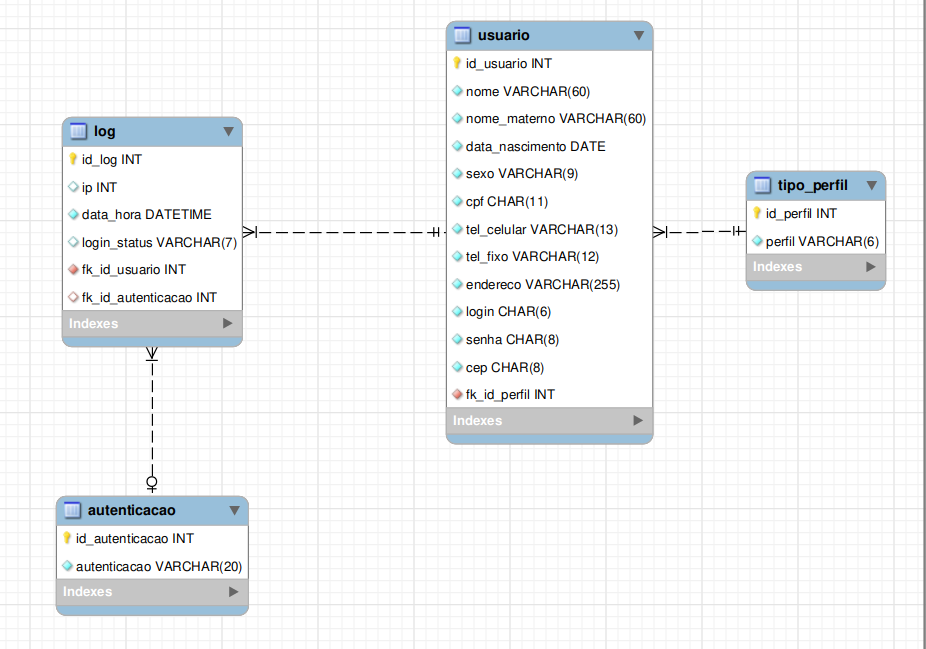 log
id_log INT
ip INT
data_hora DATETIME
login_status VARCHAR(7)
fk_id_usuario INT
fk_id_autenticacao INT
Indexes
usuario
id_usuario INT
nome VARCHAR(60)
nome_materno VARCHAR(60)
data_nascimento DATE
sexo VARCHAR(9)
cpf CHAR(11)
tel_celular VARCHAR(13)
tel_fixo VARCHAR(12)
endereco VARCHAR(255)
login CHAR(6)
senha CHAR(8)
cep CHAR(8)
fk_id_perfil INT
Indexes
tipo_perfil
id_perfil INT
perfil VARCHAR(6)
Indexes
autenticacao
id_autenticacao INT
autenticacao VARCHAR(20)
Indexes